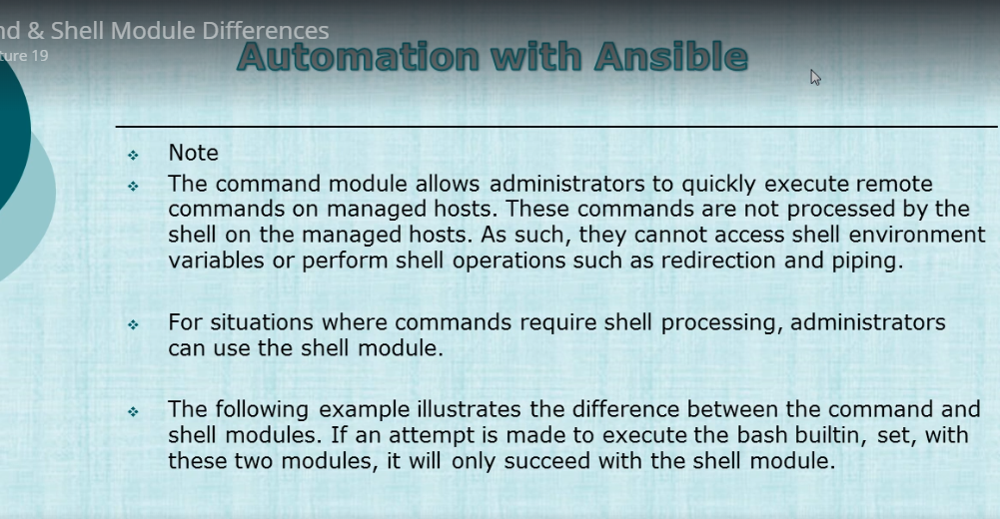 nd & Shell Module Differences
ture 19
Automation with Ansible
Note
The command module allows administrators to quickly execute remote
commands on managed hosts. These commands are not processed by the
shell on the managed hosts. As such, they cannot access shell environment
variables or perform shell operations such as redirection and piping.
For situations where commands require shell processing, administrators
can use the shell module.
The following example illustrates the difference between the command and
shell modules. If an attempt is made to execute the bash builtin, set, with
these two modules, it will only succeed with the shell module.